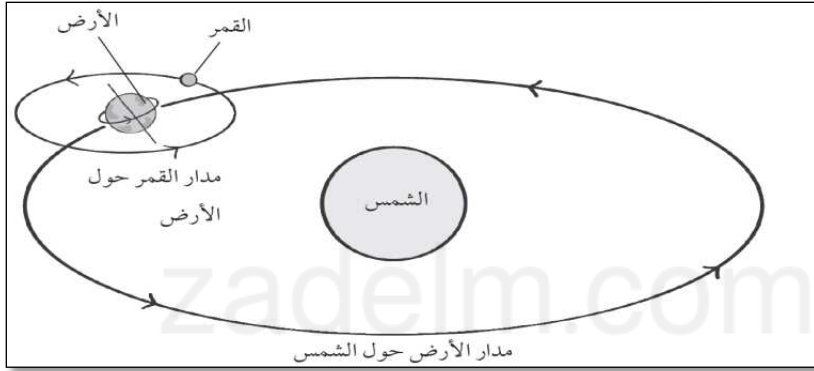 الأرض
القمر
مدار القمر حول
الأرض
الشمس
zadelm.com
مدار الأرض حول الشمس